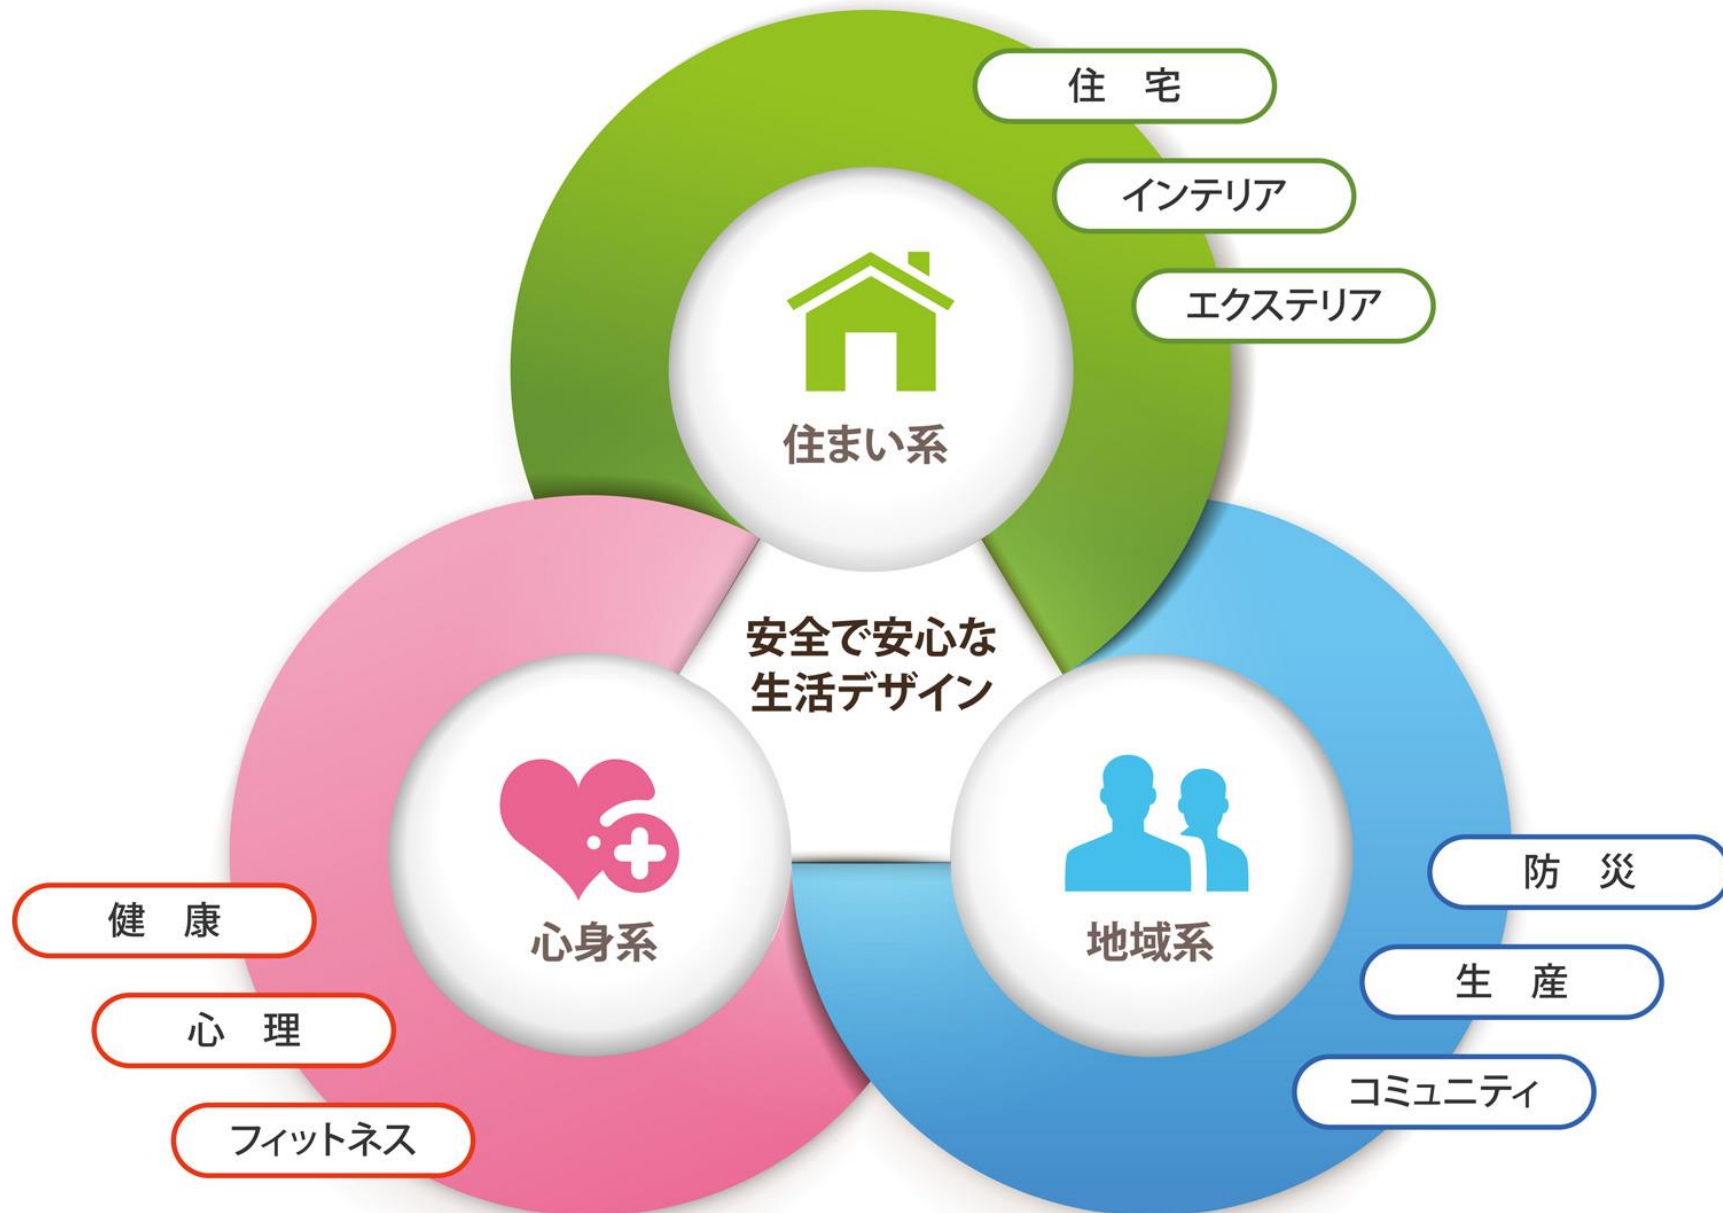 住　宅
インテリア
エクステリア
住まい系
安全で安心な
生活デザイン
心身系
健　康
心　理
フィットネス
地域系
防　災
生　産
コミュニティ